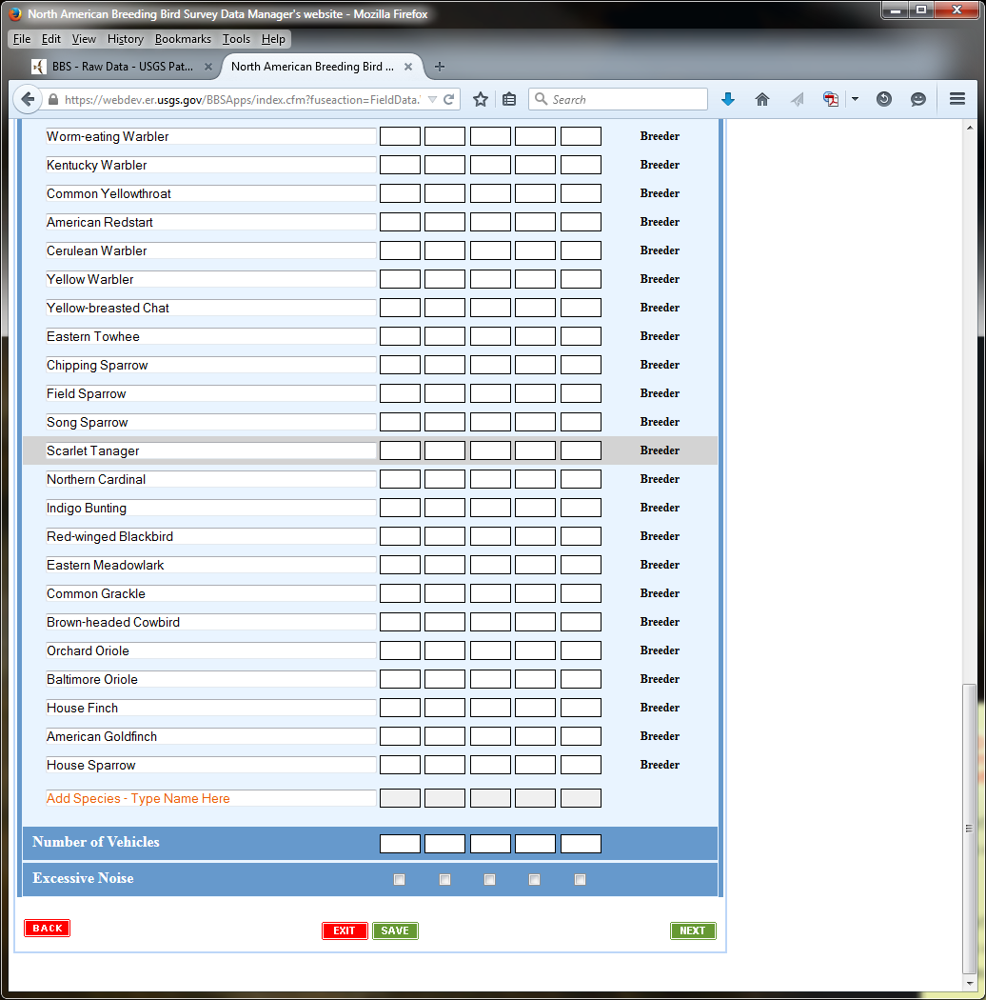 North American Breeding Bird Survey Data Manager's website - Mozilla Firefox
File Edit View History Bookmarks Tools Help
BBS - Raw Data - USGS Pat... North American Breeding Bird ...
https://webdev.er.usgs.gov/BBSApps/index.cfm?fuseaction=FieldData. Search
Worm-eating Warbler Breeder
Kentucky Warbler Breeder
Common Yellowthroat Breeder
American Redstart Breeder
Cerulean Warbler Breeder
Yellow Warbler Breeder
Yellow-breasted Chat Breeder
Eastern Towhee Breeder
Chipping Sparrow Breeder
Field Sparrow Breeder
Song Sparrow Breeder
Scarlet Tanager Breeder
Northern Cardinal Breeder
Indigo Bunting Breeder
Red-winged Blackbird Breeder
Eastern Meadowlark Breeder
Common Grackle Breeder
Brown-headed Cowbird Breeder
Orchard Oriole Breeder
Baltimore Oriole Breeder
House Finch Breeder
American Goldfinch Breeder
House Sparrow Breeder
Add Species - Type Name Here
Number of Vehicles
Excessive Noise
BACK EXIT SAVE NEXT